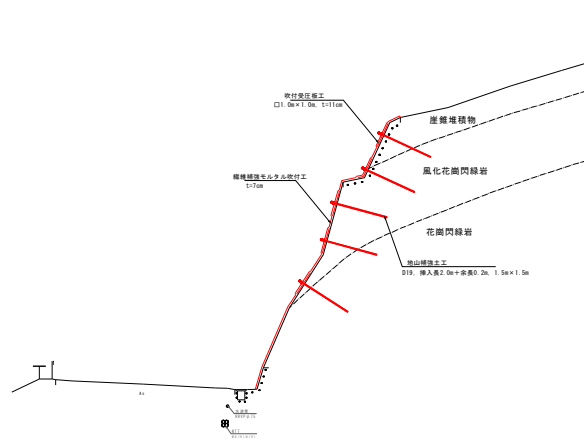 吹付受圧板工
□1.0m×1.0m, t=11cm
崖錐堆積物
風化花崗閃緑岩
繊維補強モルタル吹付工
t=7cm
花崗閃緑岩
地山補強土工
D19, 挿入長2.0m+余長0.2m, 1.5m×1.5m
As